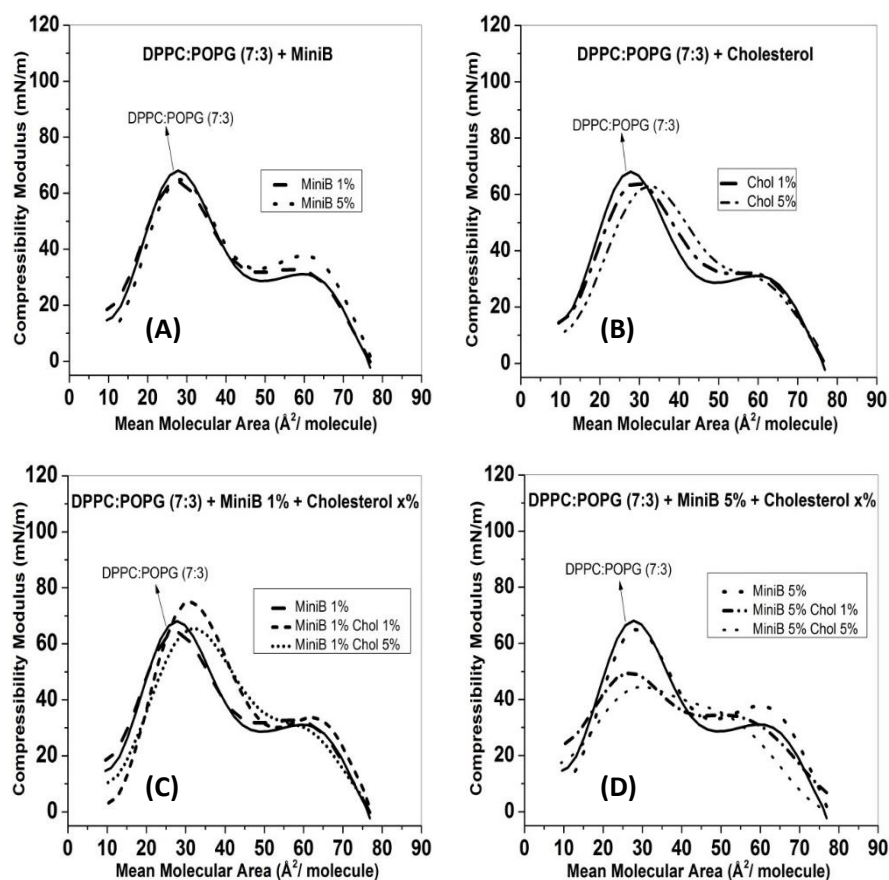 DPPC:POPG (7:3) + MiniB
DPPC:POPG (7:3)
MiniB 1%
MiniB 5%
(A)
Compressibility Modulus (mN/m)
120
100
80
60
40
20
0
0 10 20 30 40 50 60 70 80 90
Mean Molecular Area (Å²/ molecule)
DPPC:POPG (7:3) + Cholesterol
DPPC:POPG (7:3)
Chol 1%
Chol 5%
(B)
Compressibility Modulus (mN/m)
120
100
80
60
40
20
0
0 10 20 30 40 50 60 70 80 90
Mean Molecular Area (Å²/ molecule)
DPPC:POPG (7:3) + MiniB 1% + Cholesterol x%
DPPC:POPG (7:3)
MiniB 1%
MiniB 1% Chol 1%
MiniB 1% Chol 5%
(C)
Compressibility Modulus (mN/m)
120
100
80
60
40
20
0
0 10 20 30 40 50 60 70 80 90
Mean Molecular Area (Å²/ molecule)
DPPC:POPG (7:3) + MiniB 5% + Cholesterol x%
DPPC:POPG (7:3)
MiniB 5%
MiniB 5% Chol 1%
MiniB 5% Chol 5%
(D)
Compressibility Modulus (mN/m)
120
100
80
60
40
20
0
0 10 20 30 40 50 60 70 80 90
Mean Molecular Area (Å²/ molecule)